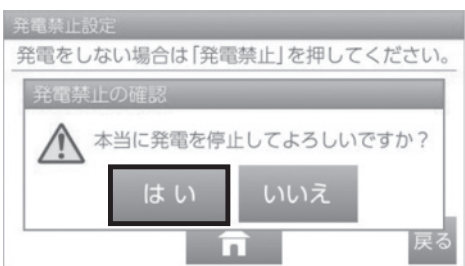 発電禁止設定
発電をしない場合は「発電禁止」を押してください。
発電禁止の確認
本当に発電を停止してよろしいですか？
はい
いいえ
戻る